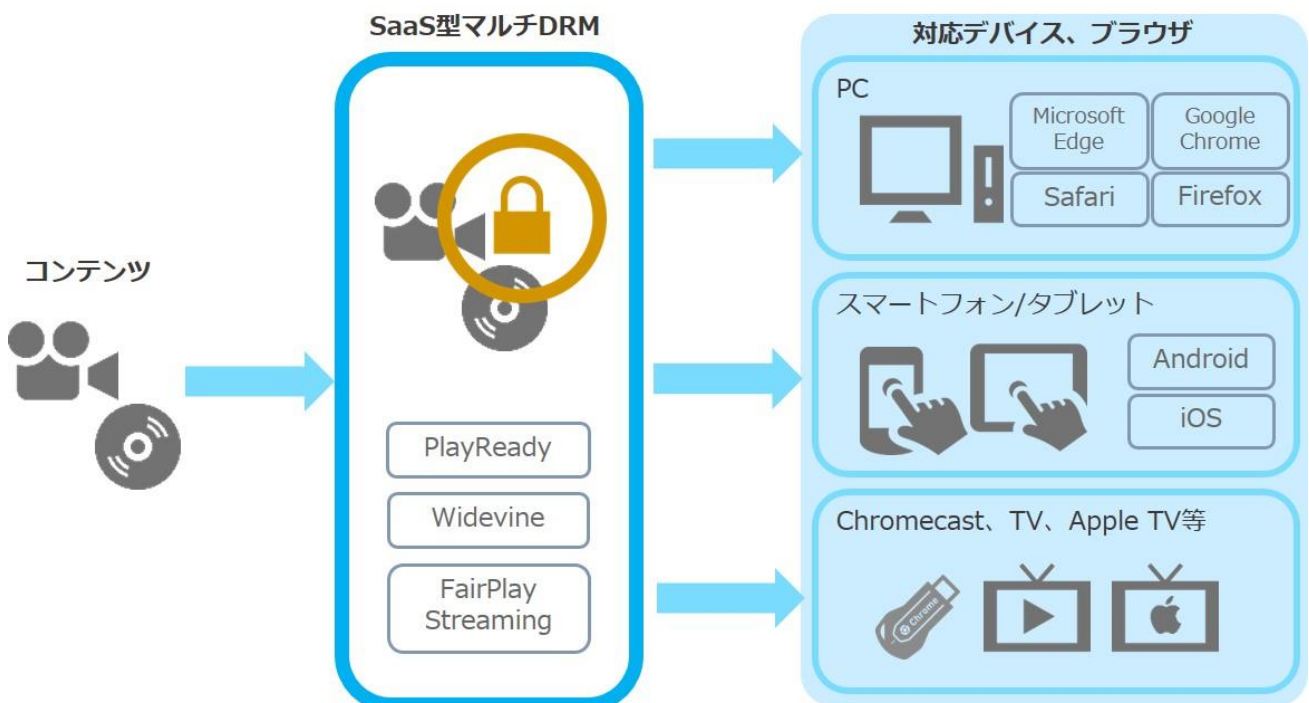 SaaS型マルチDRM
対応デバイス、ブラウザ
コンテンツ
PlayReady
Widevine
FairPlay
Streaming
PC
Microsoft
Edge
Google
Chrome
Safari
Firefox
スマートフォン/タブレット
Android
iOS
Chromecast、TV、Apple TV等
Chrome